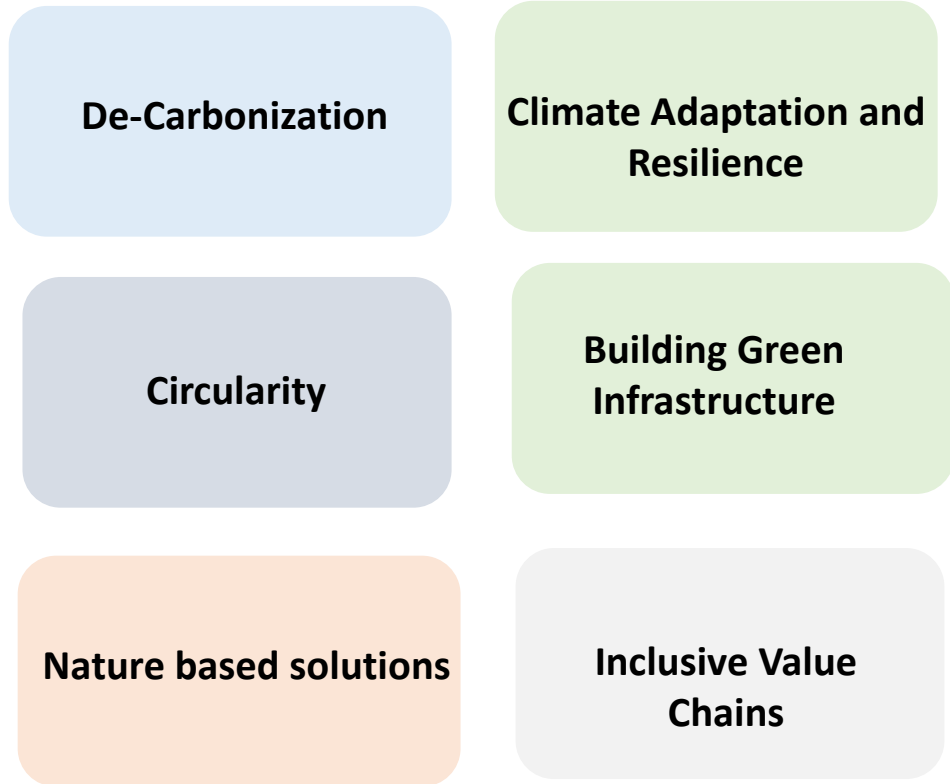 De-Carbonization
Climate Adaptation and
Resilience
Circularity
Building Green
Infrastructure
Nature based solutions
Inclusive Value
Chains